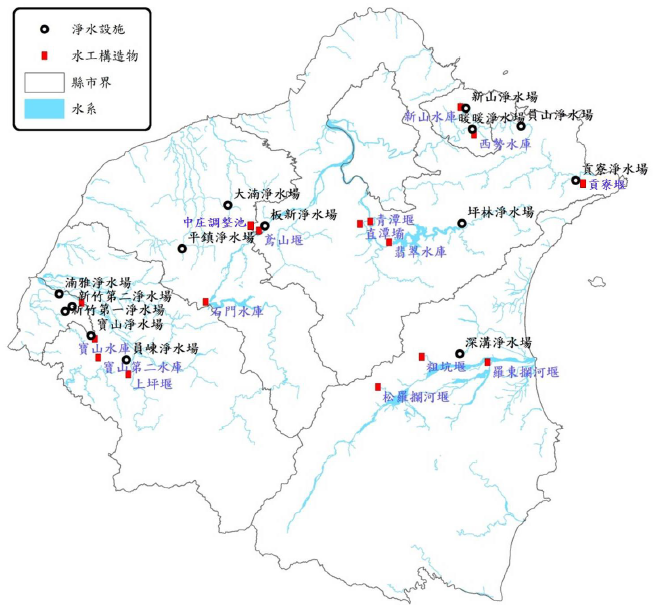 淨水設施
水工構造物
縣市界
水系
新山淨水場
新山水庫
暖暖淨水場
員山淨水場
西勢水庫
貢寮淨水場
貢寮堰
大湳淨水場
中庄調整池
板新淨水場
鳶山堰
平鎮淨水場
青潭堰
直潭壩
坪林淨水場
翡翠水庫
湳雅淨水場
新竹第二淨水場
新竹第一淨水場
寶山淨水場
石門水庫
寶山水庫
員崠淨水場
寶山第二水庫
上坪堰
深溝淨水場
粗坑堰
羅東攔河堰
松羅攔河堰